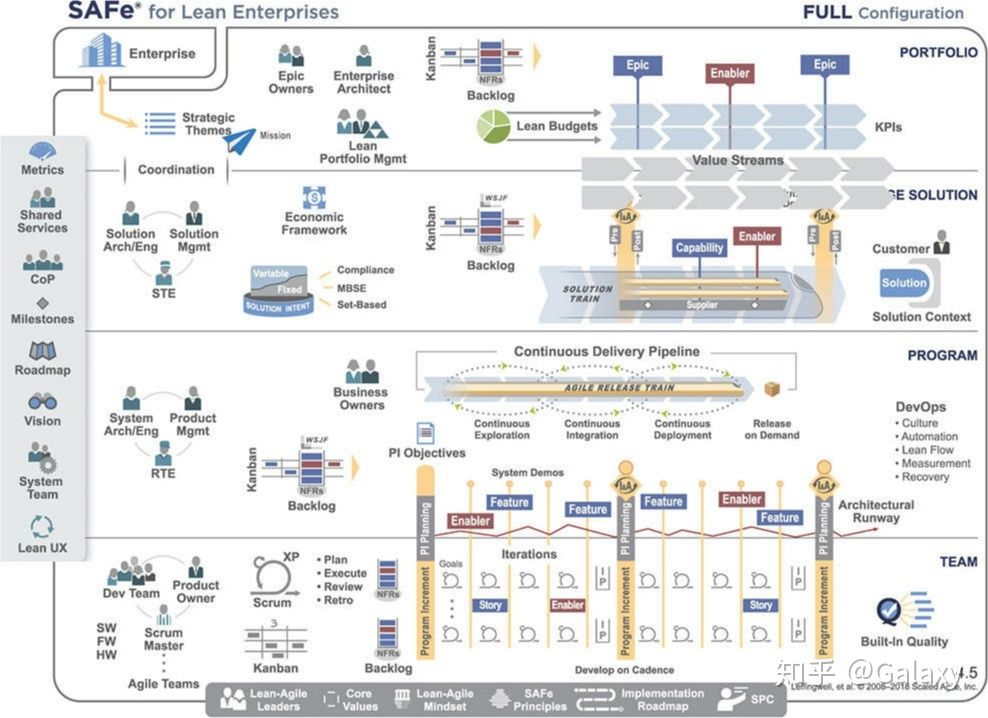 SAFe® for Lean Enterprises
FULL Configuration
Enterprise
Epic
Owners
Enterprise
Architect
Kanban
NFRs
Backlog
Epic
Enabler
Epic
PORTFOLIO
Strategic
Themes
Mission
Lean
Portfolio Mgmt
Lean Budgets
KPIs
Value Streams
Coordination
Metrics
Shared
Services
CoP
Milestones
Roadmap
Vision
System
Team
Lean UX
Solution
Arch/Eng
Solution
Mgmt
STE
Economic
Framework
Variable
Fixed
SOLUTION INTENT
Compliance
MBSE
Set-Based
Kanban
WSJF
NFRs
Backlog
GE SOLUTION
I&A
I&A
Pre
Post
Pre
Post
Capability
Enabler
SOLUTION
TRAIN
Supplier
Customer
Solution
Solution Context
PROGRAM
Continuous Delivery Pipeline
AGILE RELEASE TRAIN
Continuous
Exploration
Continuous
Integration
Continuous
Deployment
Release
on Demand
Business
Owners
System
Arch/Eng
Product
Mgmt
RTE
Kanban
WSJF
NFRs
Backlog
PI Objectives
System Demos
DevOps
• Culture
• Automation
• Lean Flow
• Measurement
• Recovery
PI Planning
Enabler
Feature
Feature
I&A
PI Planning
Feature
Enabler
Feature
I&A
PI Planning
Architectural
Runway
TEAM
Dev Team
Product
Owner
Scrum
Master
SW
FW
HW
Agile Teams
XP
Scrum
• Plan
• Execute
• Review
• Retro
3
Kanban
NFRs
NFRs
Backlog
Program Increment
Goals
Iterations
Story
Enabler
I
P
I
P
Program Increment
Story
I
P
I
P
Program Increment
Develop on Cadence
Built-In Quality
4.5
Leffingwell, et al. © 2008–2018 Scaled Agile, Inc.
知乎 @Galaxy
Lean-Agile
Leaders
Core
Values
Lean-Agile
Mindset
SAFe
Principles
Implementation
Roadmap
SPC